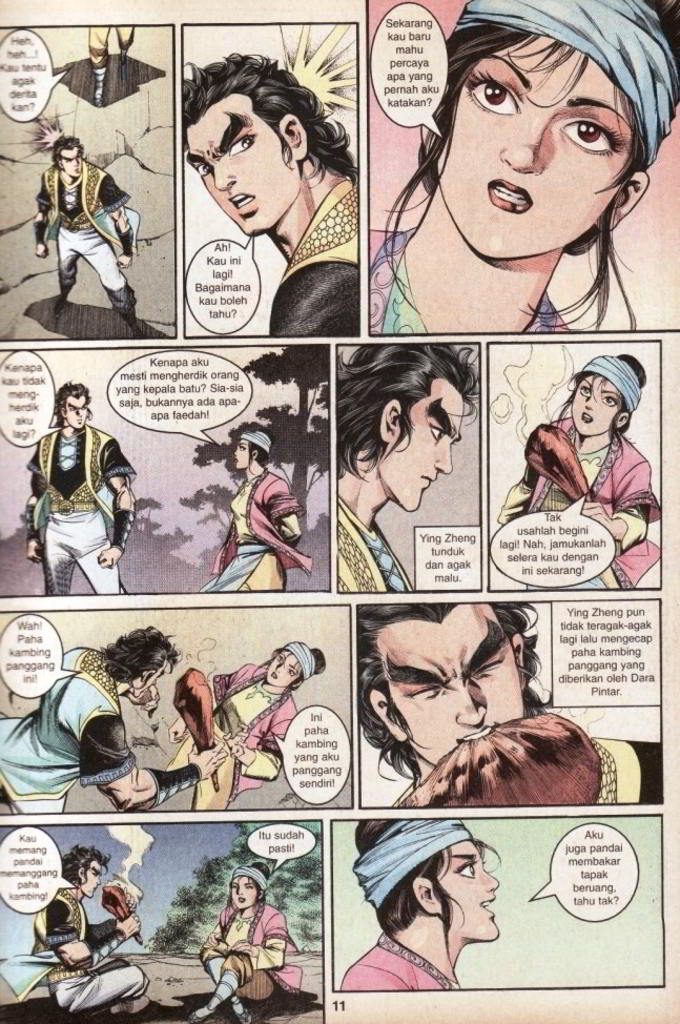 Heh,
heh...!
Kau tentu
agak
derita
kan?
Ah!
Kau ini
lagi!
Bagaimana
kau boleh
tahu?
Sekarang
kau baru
mahu
percaya
apa yang
pernah aku
katakan?
Kenapa
kau tidak
meng-
herdik
aku
lagi?
Kenapa aku
mesti mengherdik orang
yang kepala batu? Sia-sia
saja, bukannya ada apa-
apa faedah!
Ying Zheng
tunduk
dan agak
malu.
Tak
usahlah begini
lagi! Nah, jamukanlah
selera kau dengan
ini sekarang!
Wah!
Paha
kambing
panggang
ini!
Ini paha
kambing
yang aku
panggang
sendiri!
Ying Zheng pun
tidak teragak-agak
lagi lalu mengecap
paha kambing
panggang yang
diberikan oleh Dara
Pintar.
Kau
memang
pandai
memanggang
paha
kambing!
Itu sudah
pasti!
Aku
juga pandai
membakar
tapak
beruang,
tahu tak?
11